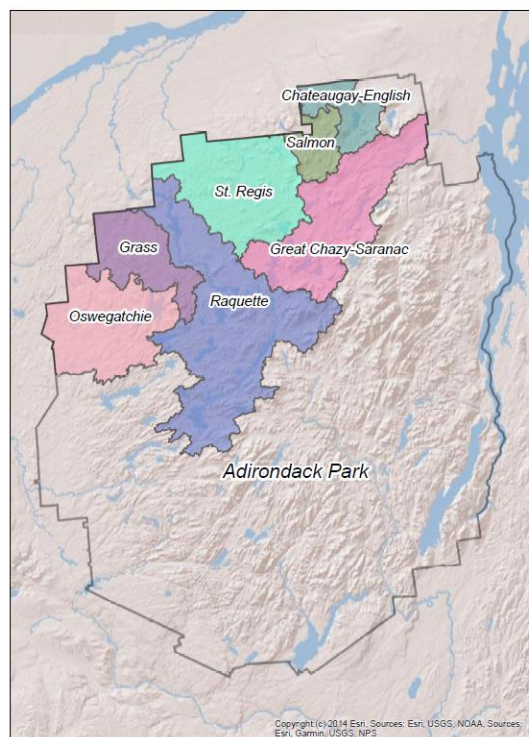 Chateaugay-English
Salmon
St. Regis
Grass
Great Chazy-Saranac
Raquette
Oswegatchie
Adirondack Park
Copyright (c) 2014 Esri, Sources: Esri, USGS, NOAA, Sources:
Esri, Garmin, USGS, NPS